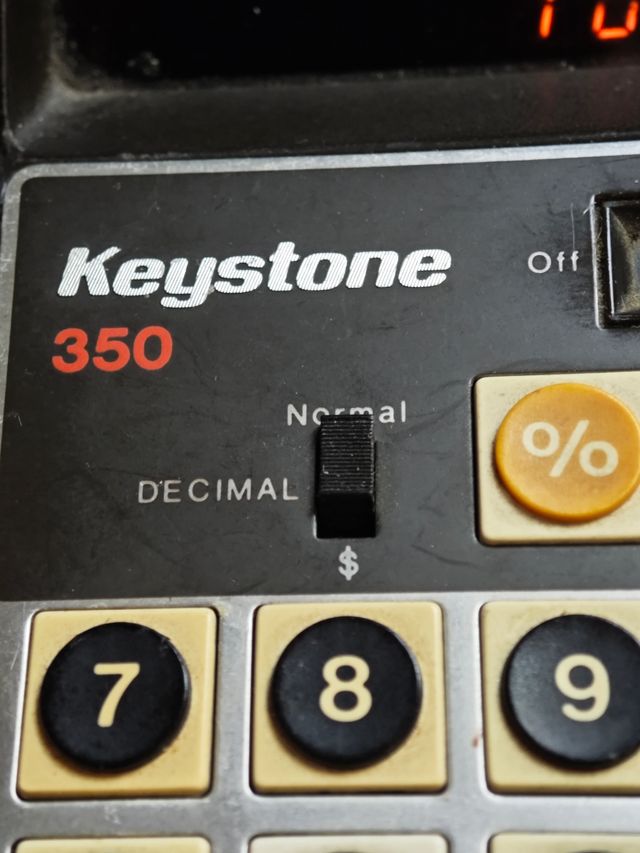 Keystone
350
Off
Normal
DECIMAL
$
%
7 8 9